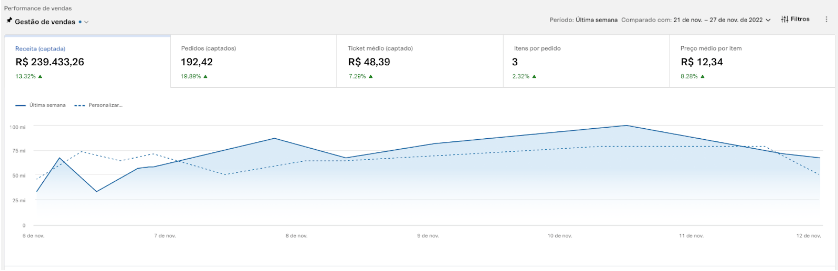 Performance de vendas
Gestão de vendas
Período: Última semana Comparado com: 21 de nov. – 27 de nov. de 2022
Filtros
Receita (captada)
R$ 239.433,26
13.32%
Pedidos (captados)
192,42
19,89%
Ticket médio (captado)
R$ 48,39
7.29%
Itens por pedido
3
2.32%
Preço médio por item
R$ 12,34
9.28%
Última semana
Personalizar...
100 mi
75 mi
50 mi
25 mi
0
6 de nov.
7 de nov.
8 de nov.
9 de nov.
10 de nov.
11 de nov.
12 de nov.